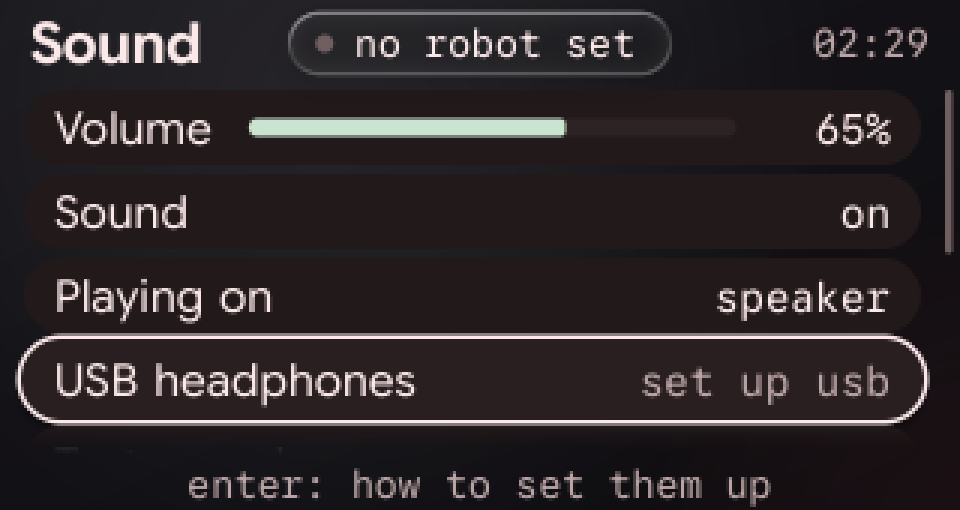 Sound
no robot set
02:29
Volume 65%
Sound on
Playing on speaker
USB headphones set up usb
enter: how to set them up